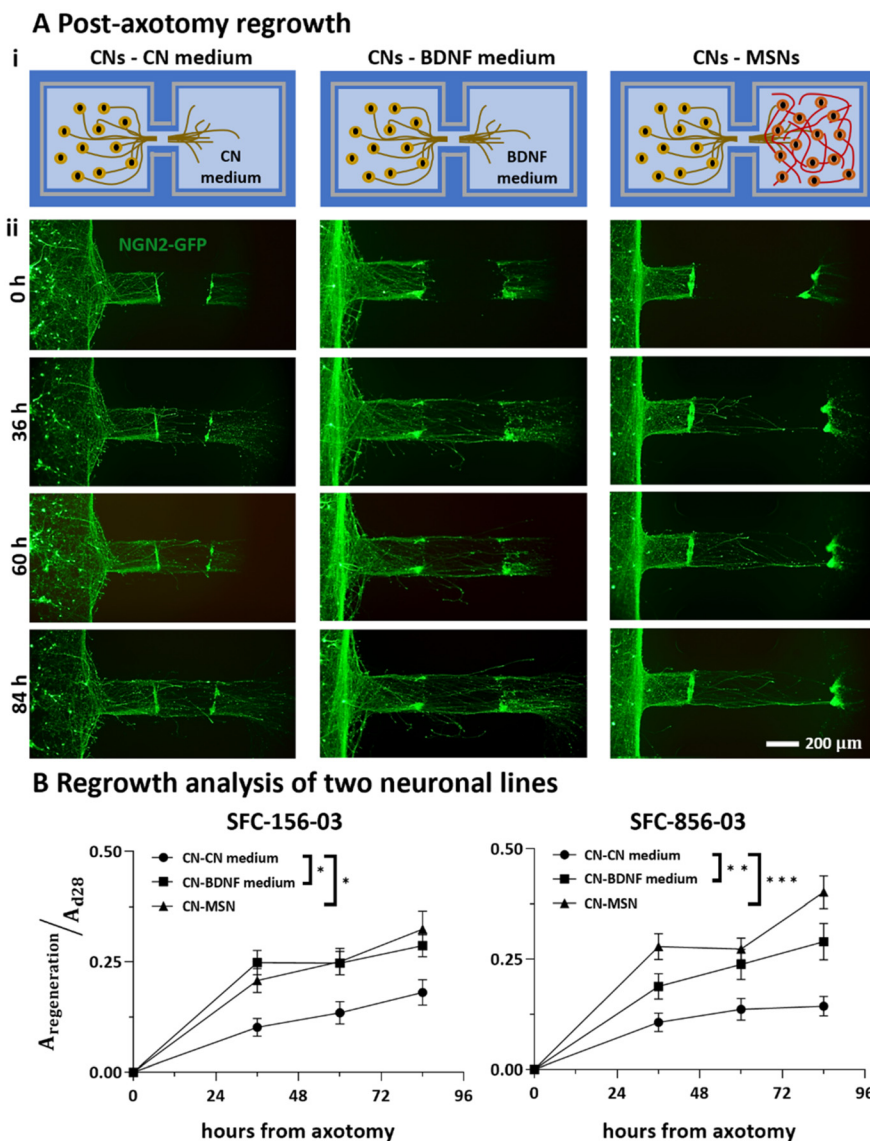 A Post-axotomy regrowth
i
CNs - CN medium
CNs - BDNF medium
CNs - MSNs
CN
medium
BDNF
medium
ii
NGN2-GFP
0 h
36 h
60 h
84 h
200 µm
B Regrowth analysis of two neuronal lines
SFC-156-03
SFC-856-03
A_regeneration / A_d28
0.50
0.25
0.00
CN-CN medium
CN-BDNF medium
CN-MSN
*
*
0 24 48 72 96
hours from axotomy
0.50
0.25
0.00
CN-CN medium
CN-BDNF medium
CN-MSN
* *
* * *
0 24 48 72 96
hours from axotomy